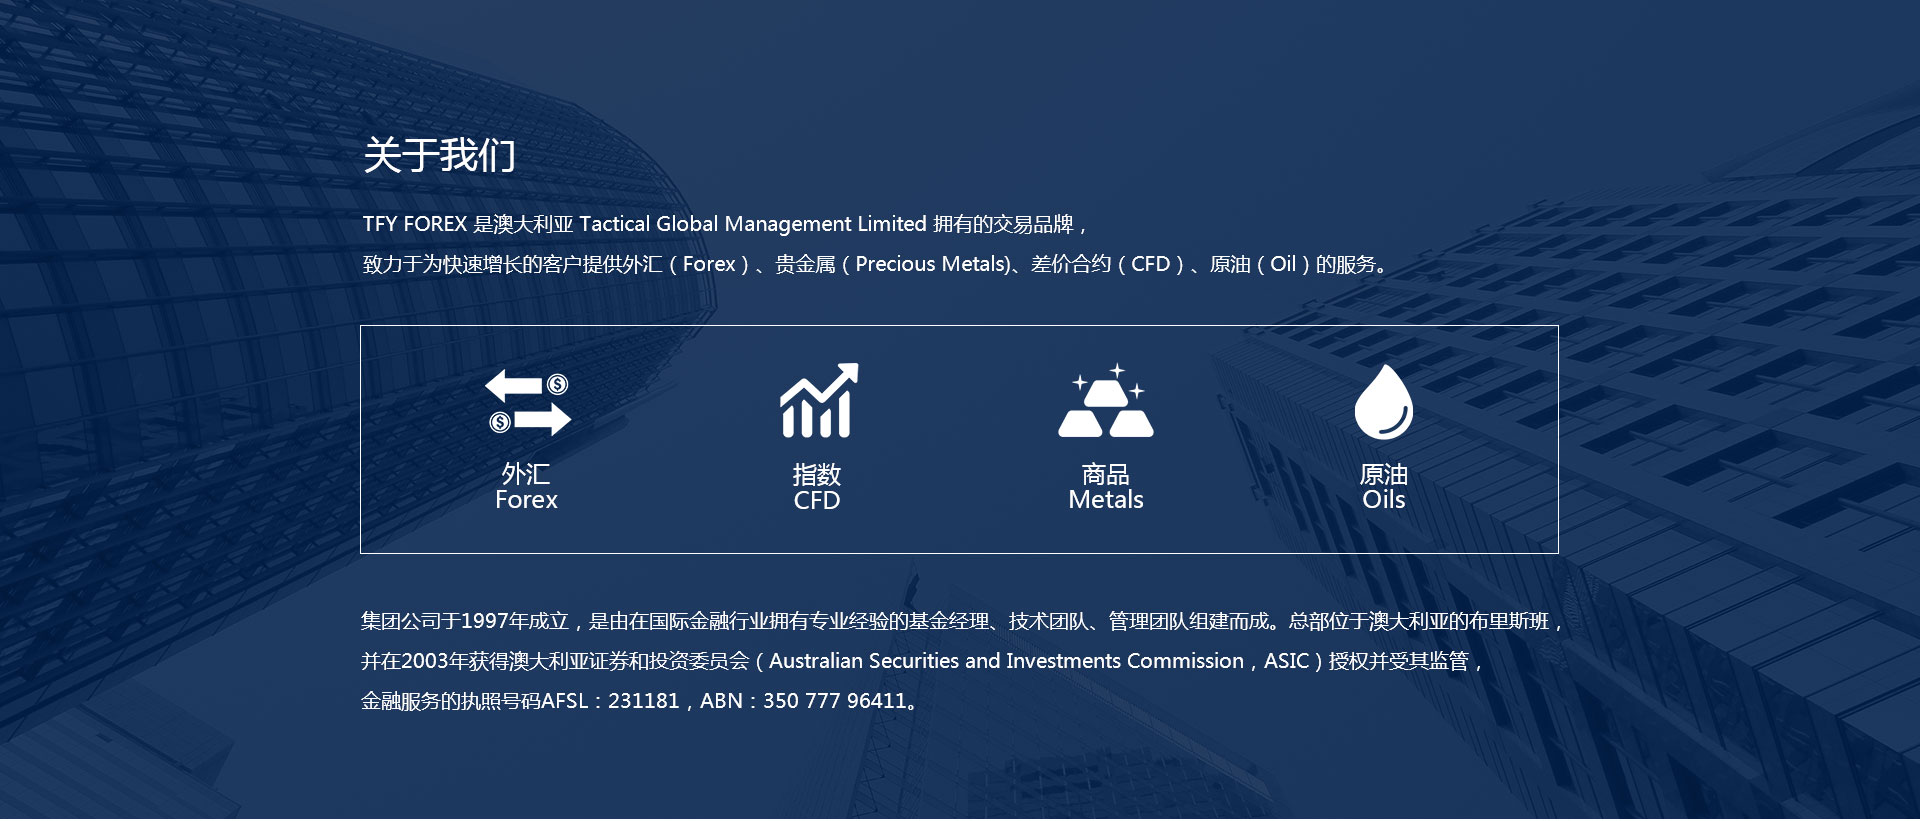 关于我们
TFY FOREX 是澳大利亚 Tactical Global Management Limited 拥有的交易品牌，
致力于为快速增长的客户提供外汇（Forex）、贵金属（Precious Metals)、差价合约（CFD）、原油（Oil）的服务。
外汇
Forex
指数
CFD
商品
Metals
原油
Oils
集团公司于1997年成立，是由在国际金融行业拥有专业经验的基金经理、技术团队、管理团队组建而成。总部位于澳大利亚的布里斯班，
并在2003年获得澳大利亚证券和投资委员会（Australian Securities and Investments Commission，ASIC）授权并受其监管，
金融服务的执照号码AFSL：231181，ABN：350 777 96411。